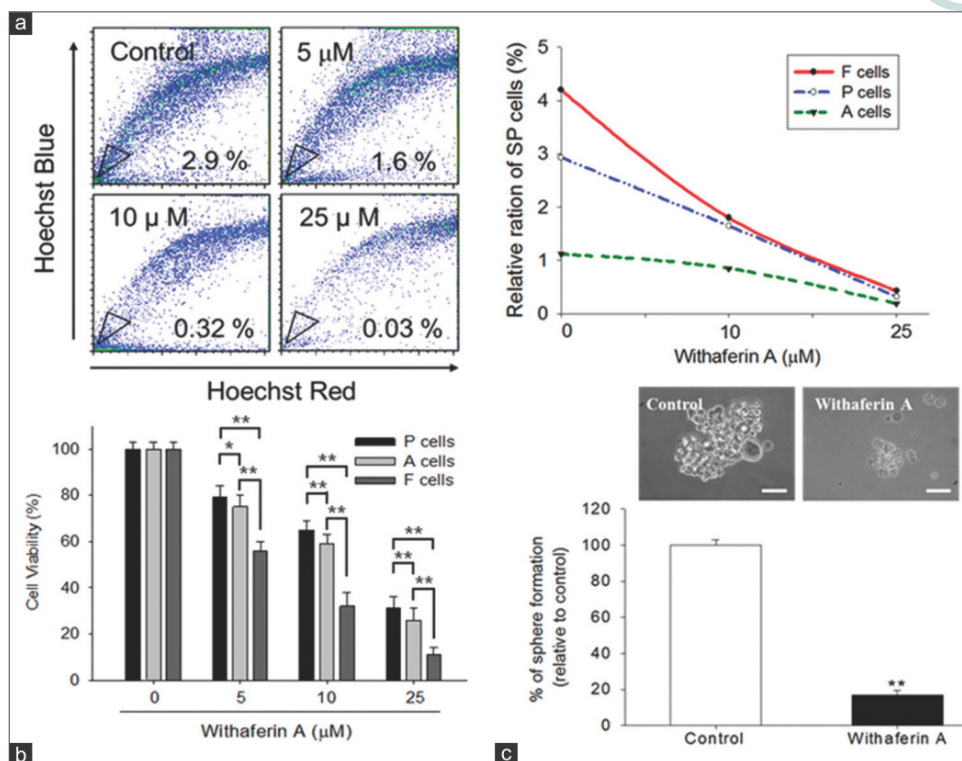 a
Control
2.9 %
5 μM
1.6 %
10 μ M
0.32 %
25 μ M
0.03 %
Hoechst Blue
Hoechst Red
Relative ration of SP cells (%)
5
4
3
2
1
0
F cells
P cells
A cells
0 10 25
Withaferin A (μM)
Cell Viability (%)
100
80
60
40
20
0
P cells
A cells
F cells
**
*
**
**
**
**
**
**
**
0 5 10 25
Withaferin A (μM)
b
Control
Withaferin A
% of sphere formation
(relative to control)
120
100
80
60
40
20
0
**
Control Withaferin A
c